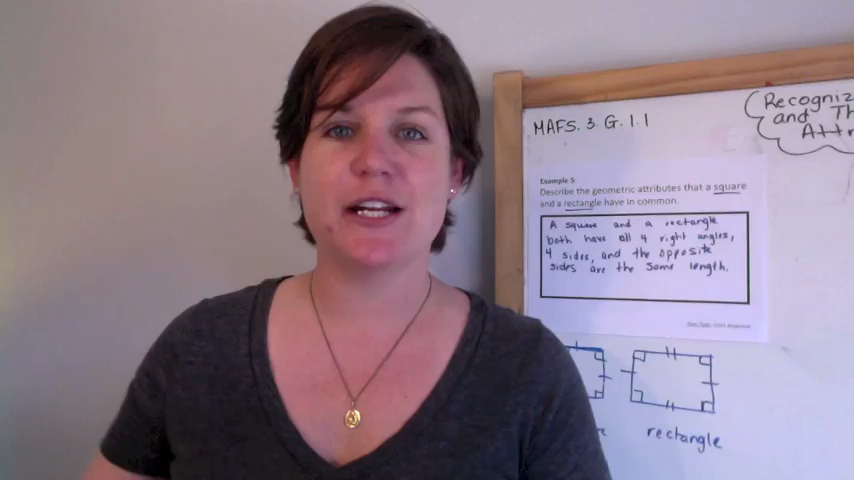 Recogniz
and Th
Attr
MAFS. 3. G. 1. 1
Example 5:
Describe the geometric attributes that a square
and a rectangle have in common.
A square and a rectangle
both have all 4 right angles,
4 sides, and the opposite
sides are the same length.
rectangle